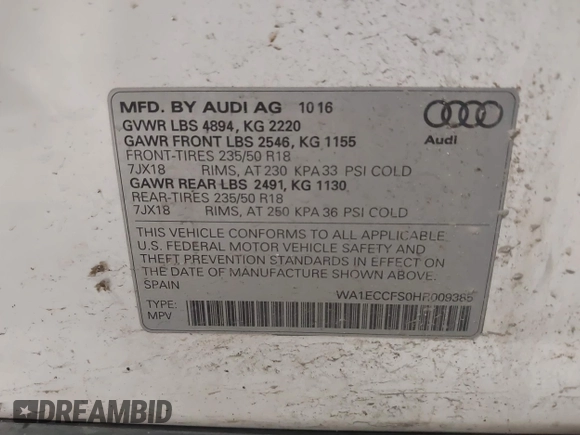 MFD. BY AUDI AG 10 16
GVWR LBS 4894, KG 2220
GAWR FRONT LBS 2546, KG 1155
FRONT-TIRES 235/50 R18
7JX18 RIMS, AT 230 KPA 33 PSI COLD
GAWR REAR LBS 2491, KG 1130
REAR-TIRES 235/50 R18
7JX18 RIMS, AT 250 KPA 36 PSI COLD
Audi
THIS VEHICLE CONFORMS TO ALL APPLICABLE
U.S. FEDERAL MOTOR VEHICLE SAFETY AND
THEFT PREVENTION STANDARDS IN EFFECT ON
THE DATE OF MANUFACTURE SHOWN ABOVE.
SPAIN
WA1ECCFS0HR009385
TYPE:
MPV
DREAMBID